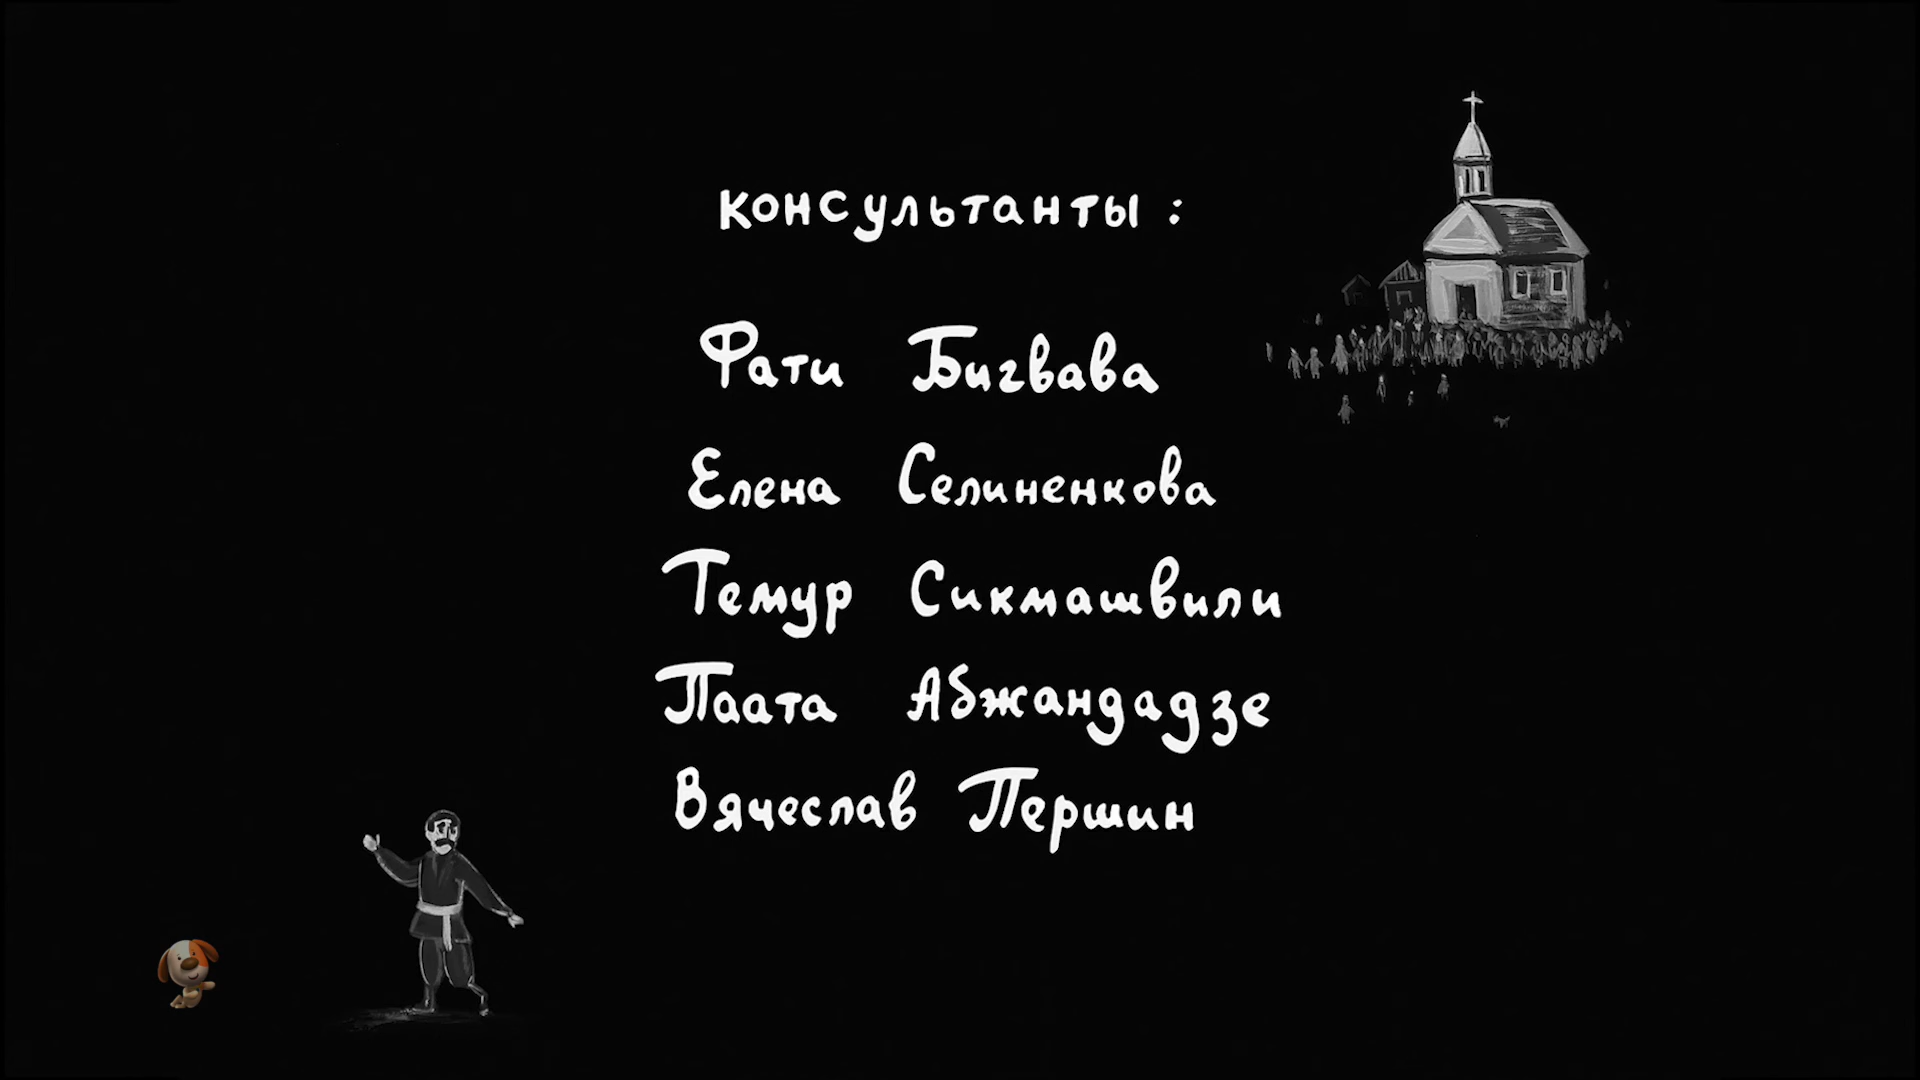 консультанты:
Фати Бигвава
Елена Селиненкова
Темур Сикмашвили
Паата Абжандадзе
Вячеслав Першин